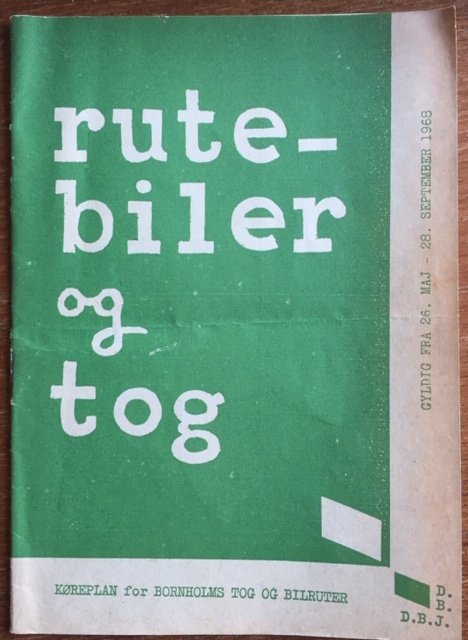 rute-
biler
og
tog
GYLDIG FRA 26. MAJ - 28. SEPTEMBER 1968
KØREPLAN for BORNHOLMS TOG OG BILRUTER
D.
B.
D.B.J.